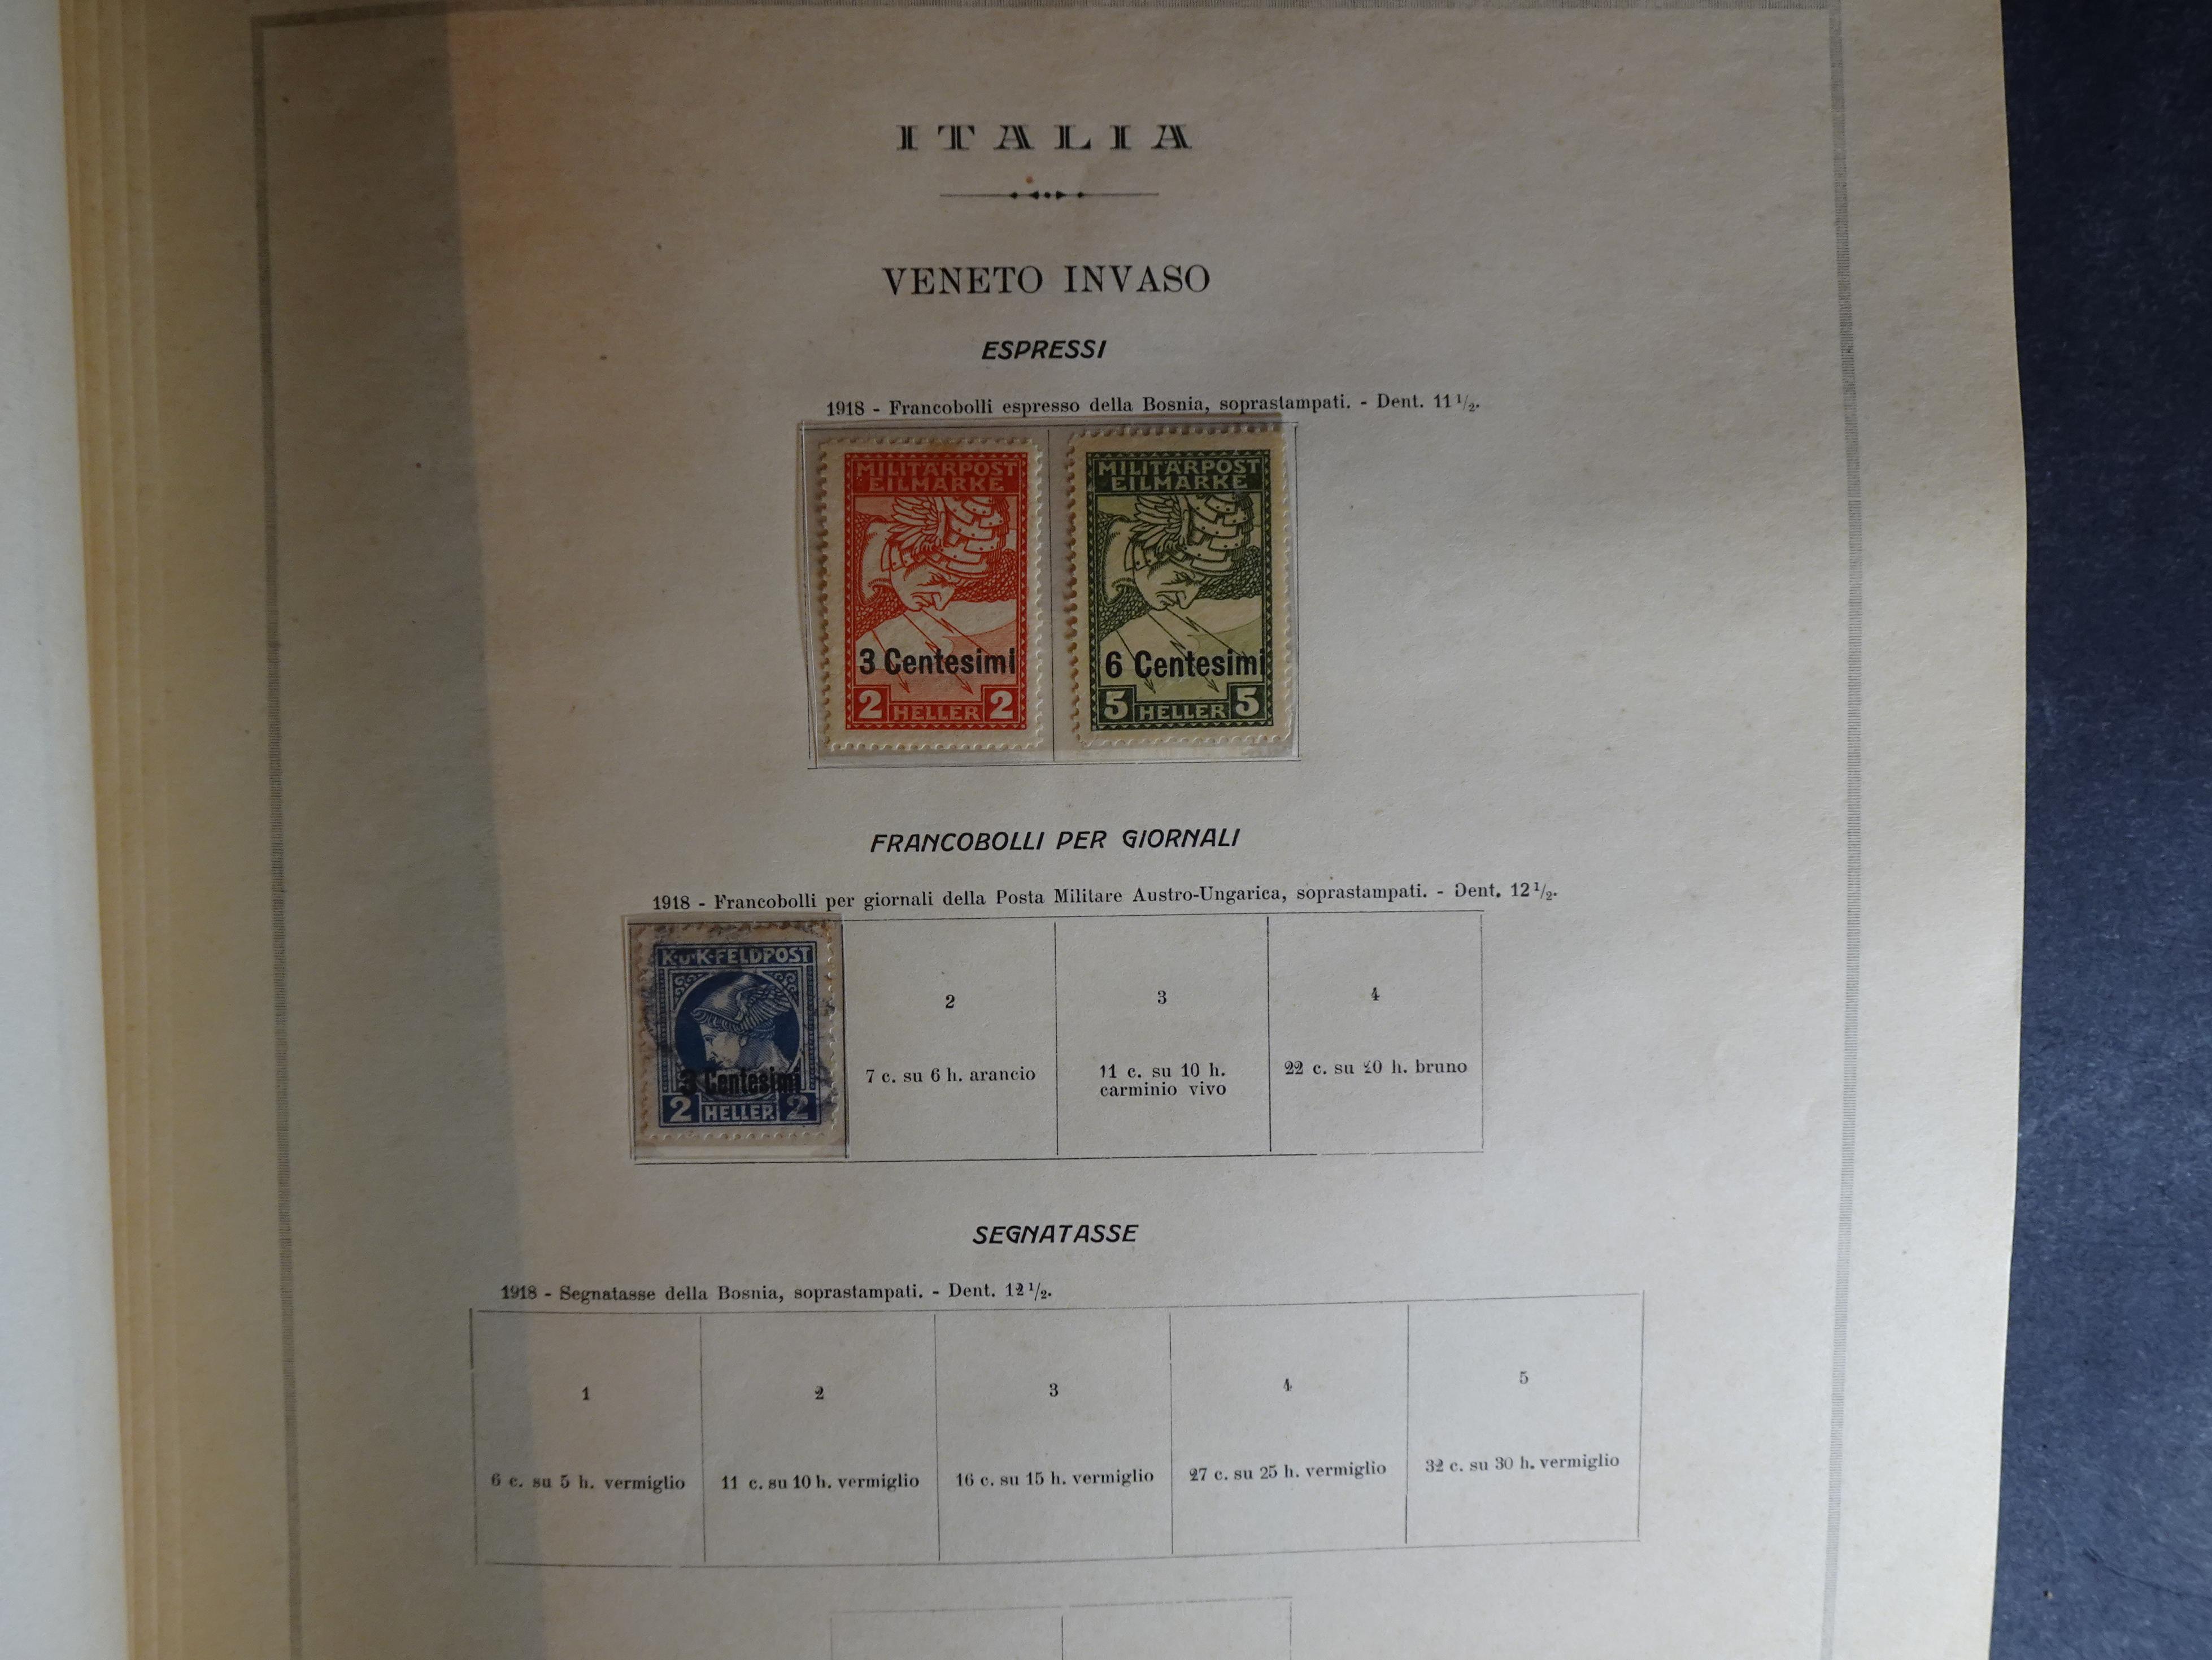 ITALIA
VENETO INVASO
ESPRESSI
1918 - Francobolli espresso della Bosnia, soprastampati. - Dent. 11 1/2.
MILITÄRPOST
EILMARKE
3 Centesimi
2 HELLER 2
MILITÄRPOST
EILMARKE
6 Centesimi
5 HELLER 5
FRANCOBOLLI PER GIORNALI
1918 - Francobolli per giornali della Posta Militare Austro-Ungarica, soprastampati. - Dent. 12 1/2.
K·U·K·FELDPOST
3 Centesimi
2 HELLER 2
2
7 c. su 6 h. arancio
3
11 c. su 10 h.
carminio vivo
4
22 c. su 20 h. bruno
SEGNATASSE
1918 - Segnatasse della Bosnia, soprastampati. - Dent. 12 1/2.
1
6 c. su 5 h. vermiglio
2
11 c. su 10 h. vermiglio
3
16 c. su 15 h. vermiglio
4
27 c. su 25 h. vermiglio
5
32 c. su 30 h. vermiglio